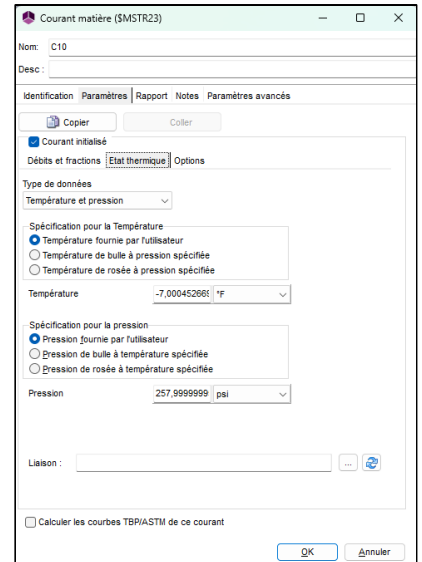 Courant matière ($MSTR23)
Nom: C10
Desc :
Identification Paramètres Rapport Notes Paramètres avancés
Copier Coller
Courant initialisé
Débits et fractions Etat thermique Options
Type de données
Température et pression
Spécification pour la Température
Température fournie par l'utilisateur
Température de bulle à pression spécifiée
Température de rosée à pression spécifiée
Température -7,000452669 °F
Spécification pour la pression
Pression fournie par l'utilisateur
Pression de bulle à température spécifiée
Pression de rosée à température spécifiée
Pression 257,9999999 psi
Liaison : ...
Calculer les courbes TBP/ASTM de ce courant
OK Annuler